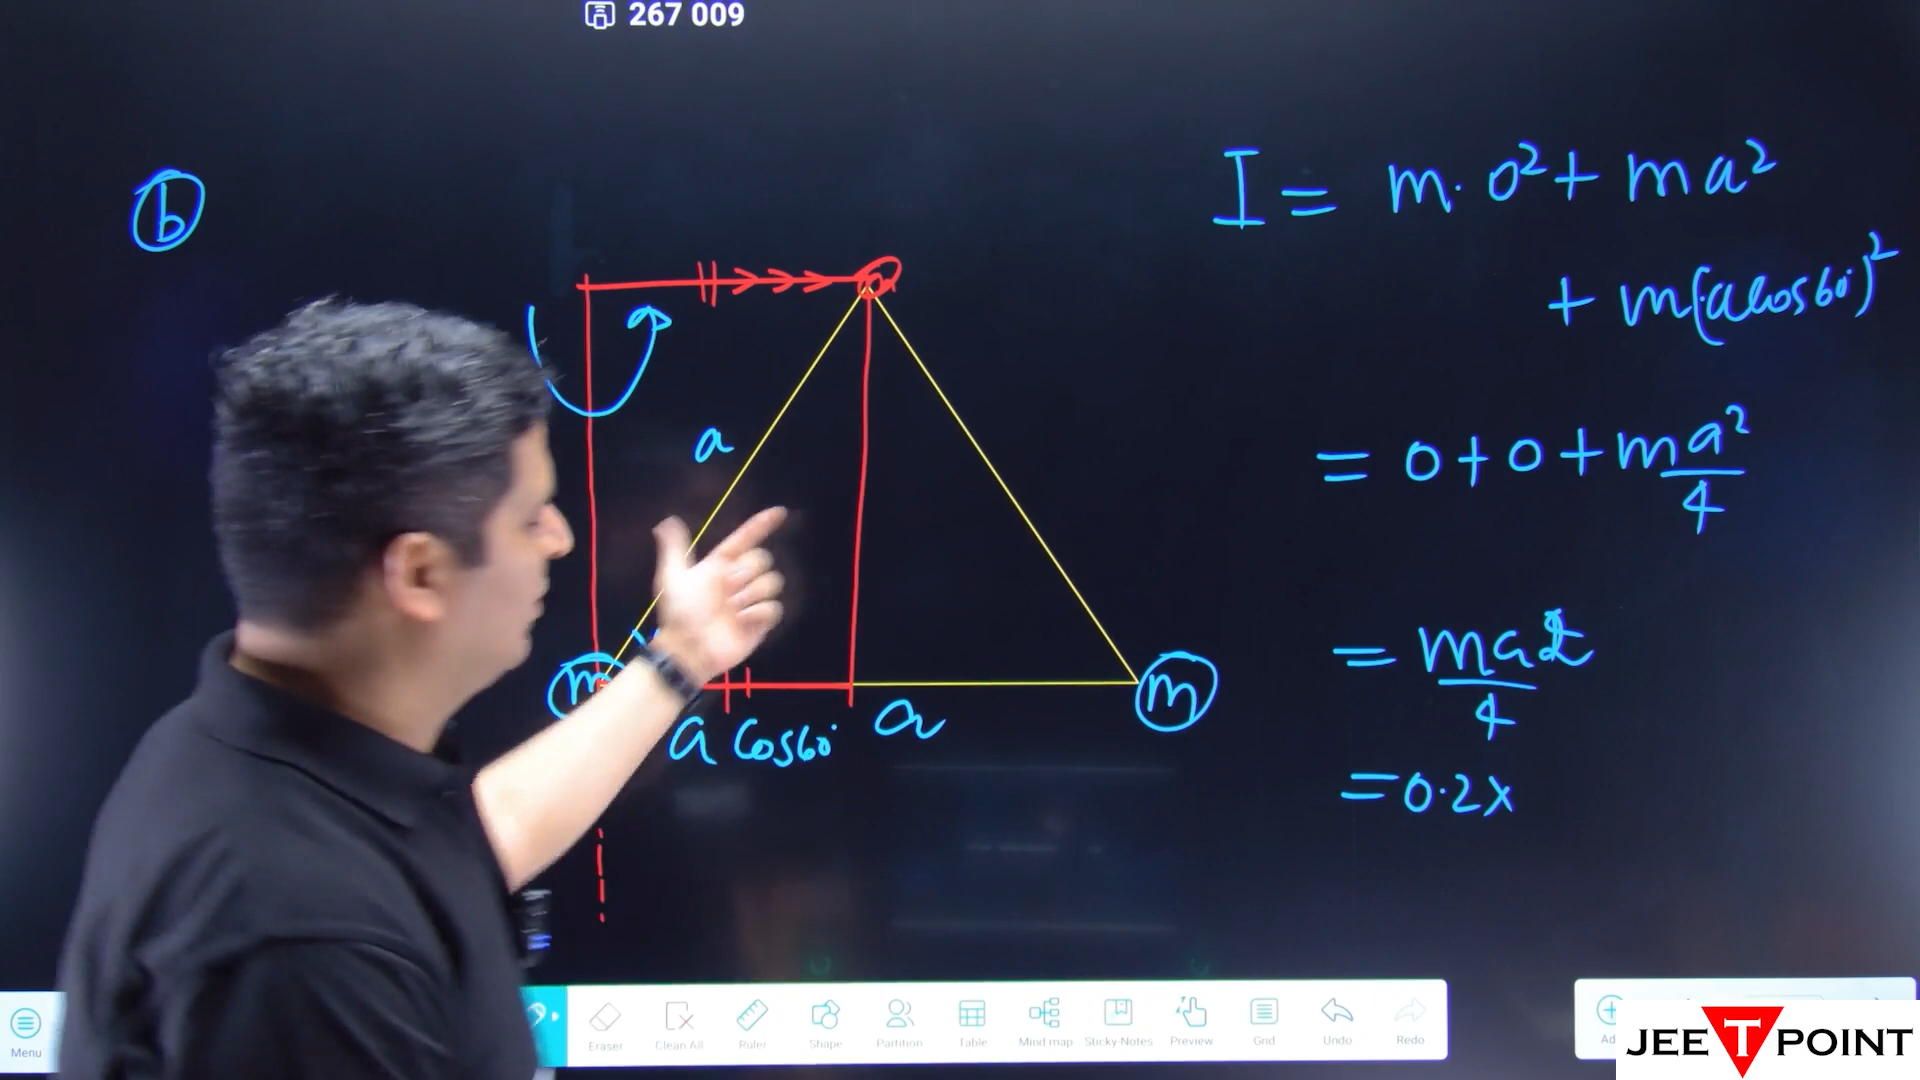 267 009
b
I = m.0² + ma²
+ m(a cos60°)²
a
= 0 + 0 + ma²/4
= ma²/4
m
m
a cos60°
a
= 0.2x
Menu
Eraser
Clean All
Ruler
Shape
Partition
Table
Mind map
Sticky-Notes
Preview
Grid
Undo
Redo
JEE T POINT